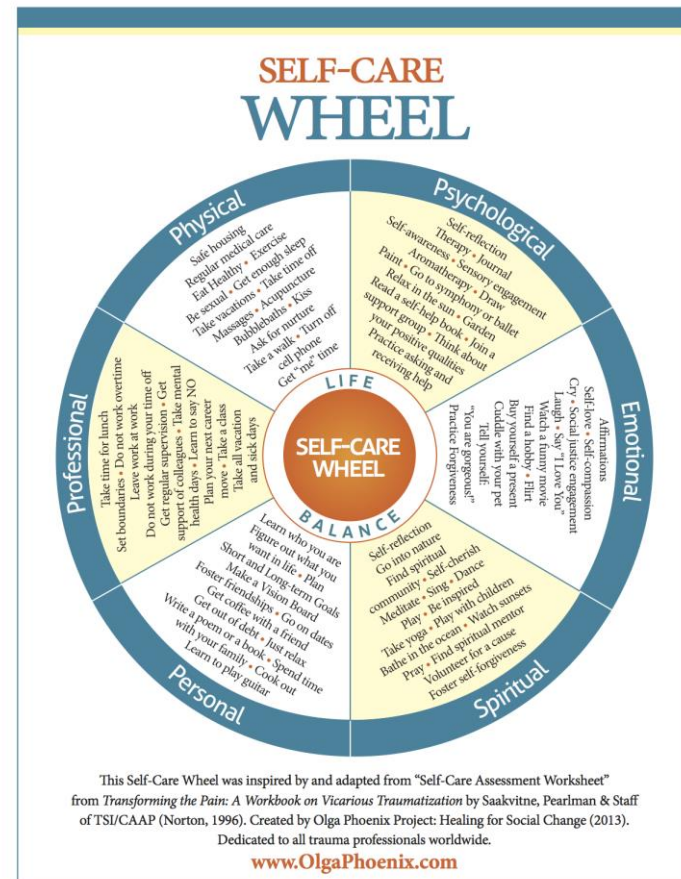 SELF-CARE
WHEEL
Physical
Safe housing
Regular medical care
Eat Healthy • Exercise
Be sexual • Get enough sleep
Take vacations • Take time off
Massages • Acupuncture
Bubblebaths • Kiss
Ask for nurture
Take a walk • Turn off
cell phone
Get "me" time
Psychological
Self-reflection
Therapy • Journal
Self-awareness • Sensory engagement
Aromatherapy • Draw
Paint • Go to symphony or ballet
Relax in the sun • Garden
Read a self-help book • Join a
support group • Think about
your positive qualities
Practice asking and
receiving help
Emotional
Affirmations
Self-love • Self-compassion
Cry • Social justice engagement
Laugh • Say "I Love You"
Watch a funny movie
Find a hobby • Flirt
Buy yourself a present
Cuddle with your pet
Tell yourself:
"You are gorgeous!"
Practice Forgiveness
Spiritual
Self-reflection
Go into nature
Find spiritual
community • Self-cherish
Meditate • Sing • Dance
Play • Be inspired
Take yoga • Play with children
Bathe in the ocean • Watch sunsets
Pray • Find spiritual mentor
Volunteer for a cause
Foster self-forgiveness
Personal
Learn who you are
Figure out what you
want in life • Plan
Short and Long-term Goals
Make a Vision Board
Foster friendships • Go on dates
Get coffee with a friend
Get out of debt • Just relax
Write a poem or a book • Spend time
with your family • Cook out
Learn to play guitar
Professional
Take time for lunch
Set boundaries • Do not work overtime
Leave work at work
Do not work during your time off
Get regular supervision • Get
support of colleagues • Take mental
health days • Learn to say NO
Plan your next career
move • Take a class
Take all vacation
and sick days
LIFE
SELF-CARE
WHEEL
BALANCE
This Self-Care Wheel was inspired by and adapted from "Self-Care Assessment Worksheet"
from Transforming the Pain: A Workbook on Vicarious Traumatization by Saakvitne, Pearlman & Staff
of TSI/CAAP (Norton, 1996). Created by Olga Phoenix Project: Healing for Social Change (2013).
Dedicated to all trauma professionals worldwide.
www.OlgaPhoenix.com